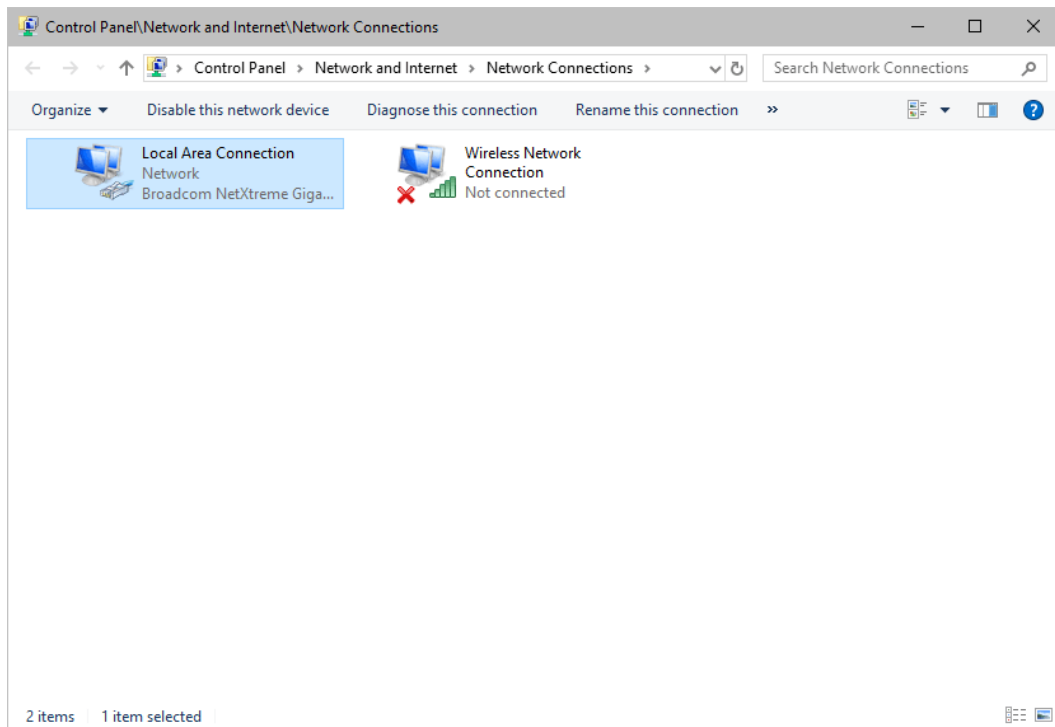 Control Panel\Network and Internet\Network Connections
Control Panel > Network and Internet > Network Connections >
Search Network Connections
Organize Disable this network device Diagnose this connection Rename this connection »
Local Area Connection
Network
Broadcom NetXtreme Giga...
Wireless Network
Connection
Not connected
2 items 1 item selected